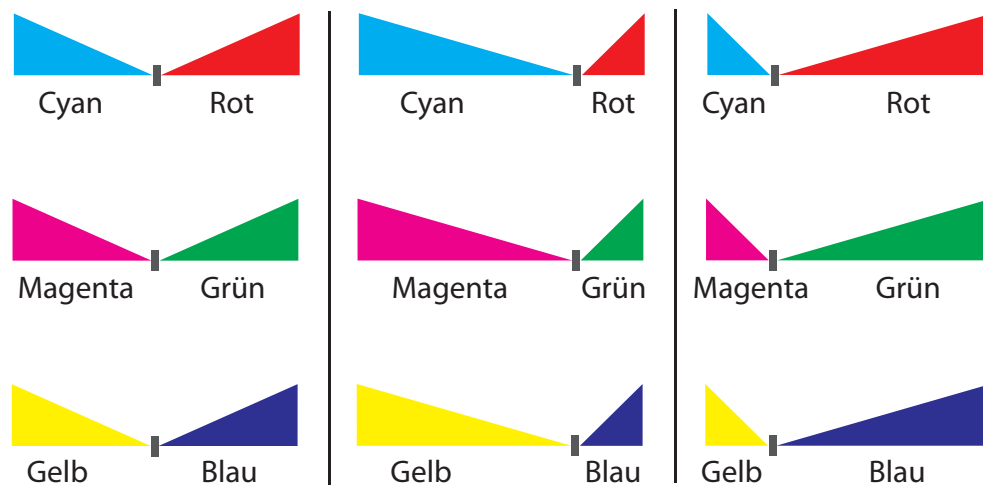 Cyan Rot Cyan Rot Cyan Rot
Magenta Grün Magenta Grün Magenta Grün
Gelb Blau Gelb Blau Gelb Blau